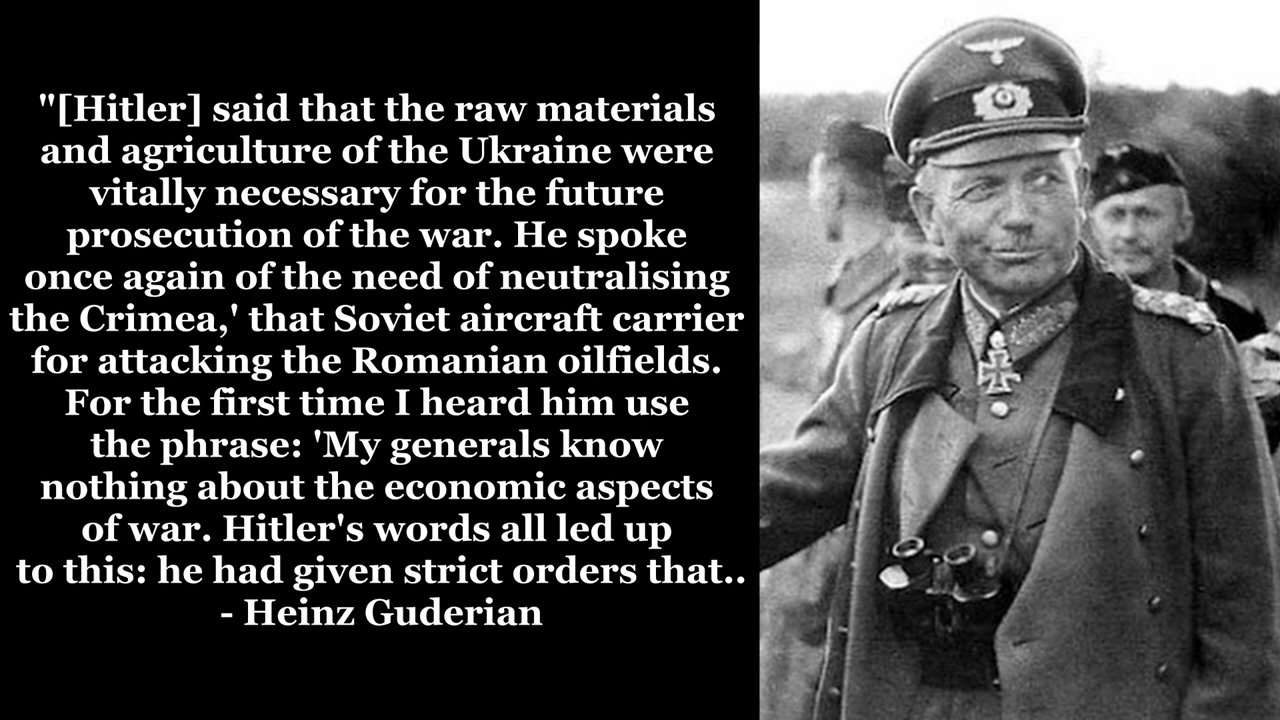 "[Hitler] said that the raw materials
and agriculture of the Ukraine were
vitally necessary for the future
prosecution of the war. He spoke
once again of the need of neutralising
the Crimea,' that Soviet aircraft carrier
for attacking the Romanian oilfields.
For the first time I heard him use
the phrase: 'My generals know
nothing about the economic aspects
of war. Hitler's words all led up
to this: he had given strict orders that..
- Heinz Guderian